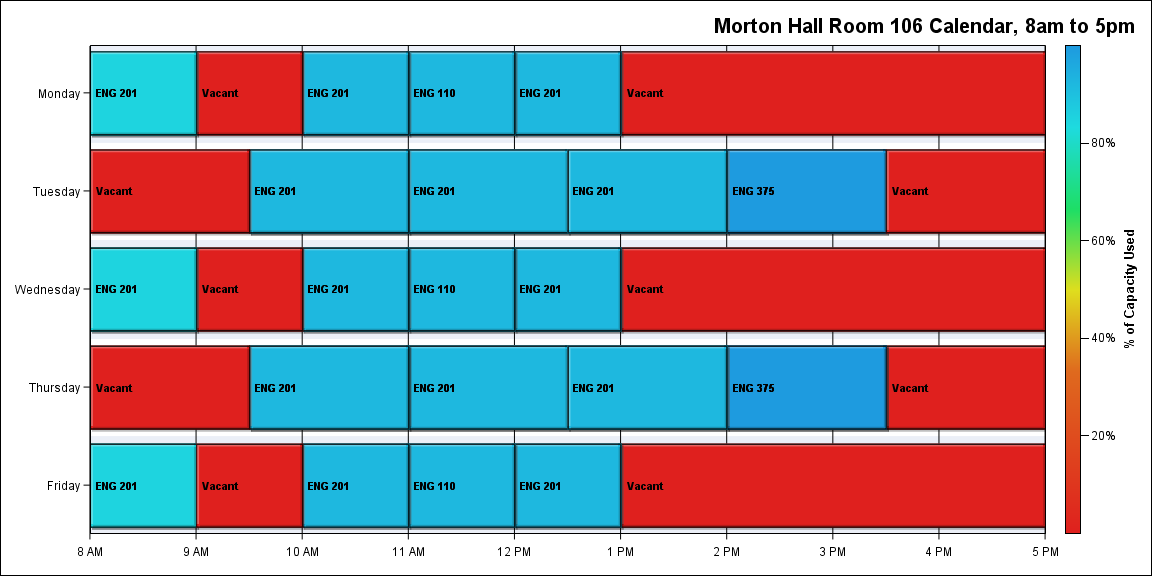 Morton Hall Room 106 Calendar, 8am to 5pm
Monday
ENG 201
Vacant
ENG 201
ENG 110
ENG 201
Vacant
Tuesday
Vacant
ENG 201
ENG 201
ENG 201
ENG 375
Vacant
Wednesday
ENG 201
Vacant
ENG 201
ENG 110
ENG 201
Vacant
Thursday
Vacant
ENG 201
ENG 201
ENG 201
ENG 375
Vacant
Friday
ENG 201
Vacant
ENG 201
ENG 110
ENG 201
Vacant
8 AM
9 AM
10 AM
11 AM
12 PM
1 PM
2 PM
3 PM
4 PM
5 PM
80%
60%
40%
20%
% of Capacity Used